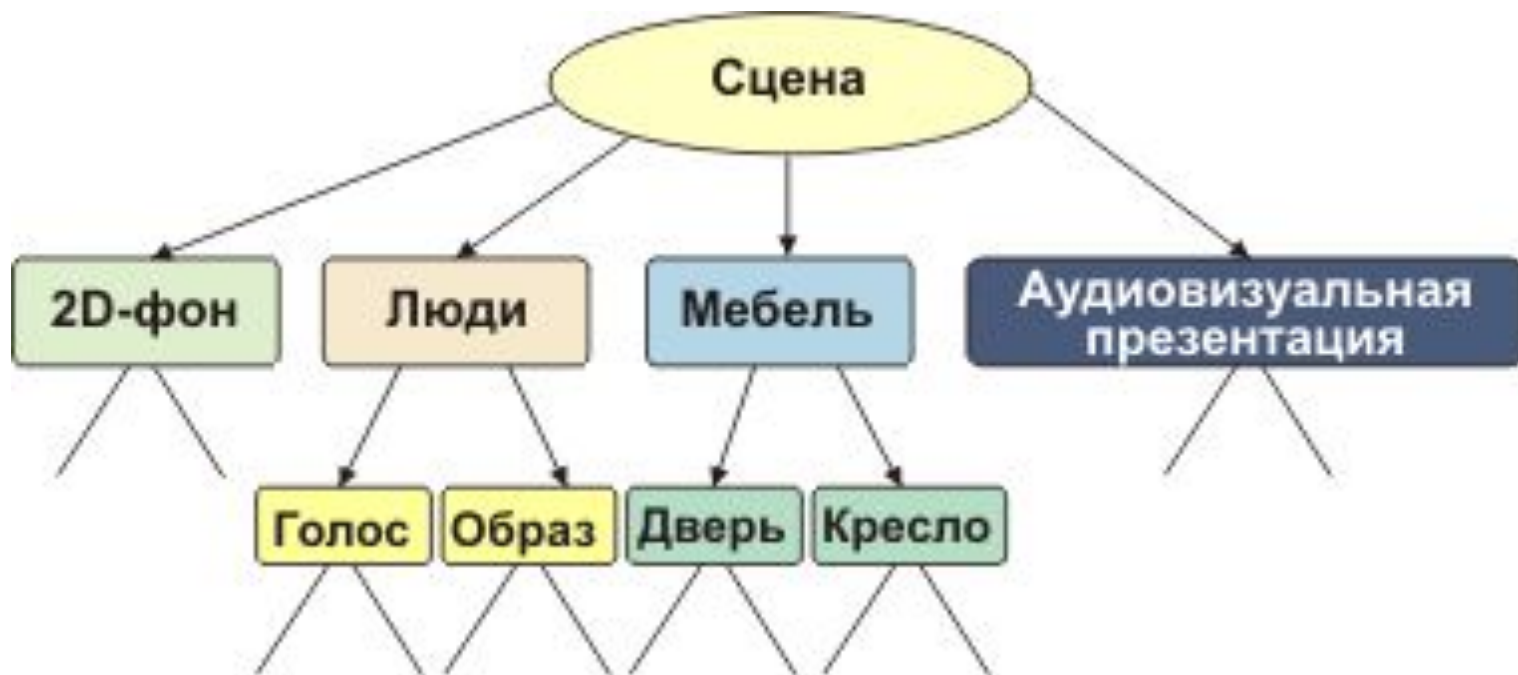 Сцена
2D-фон
Люди
Мебель
Аудиовизуальная
презентация
Голос
Образ
Дверь
Кресло